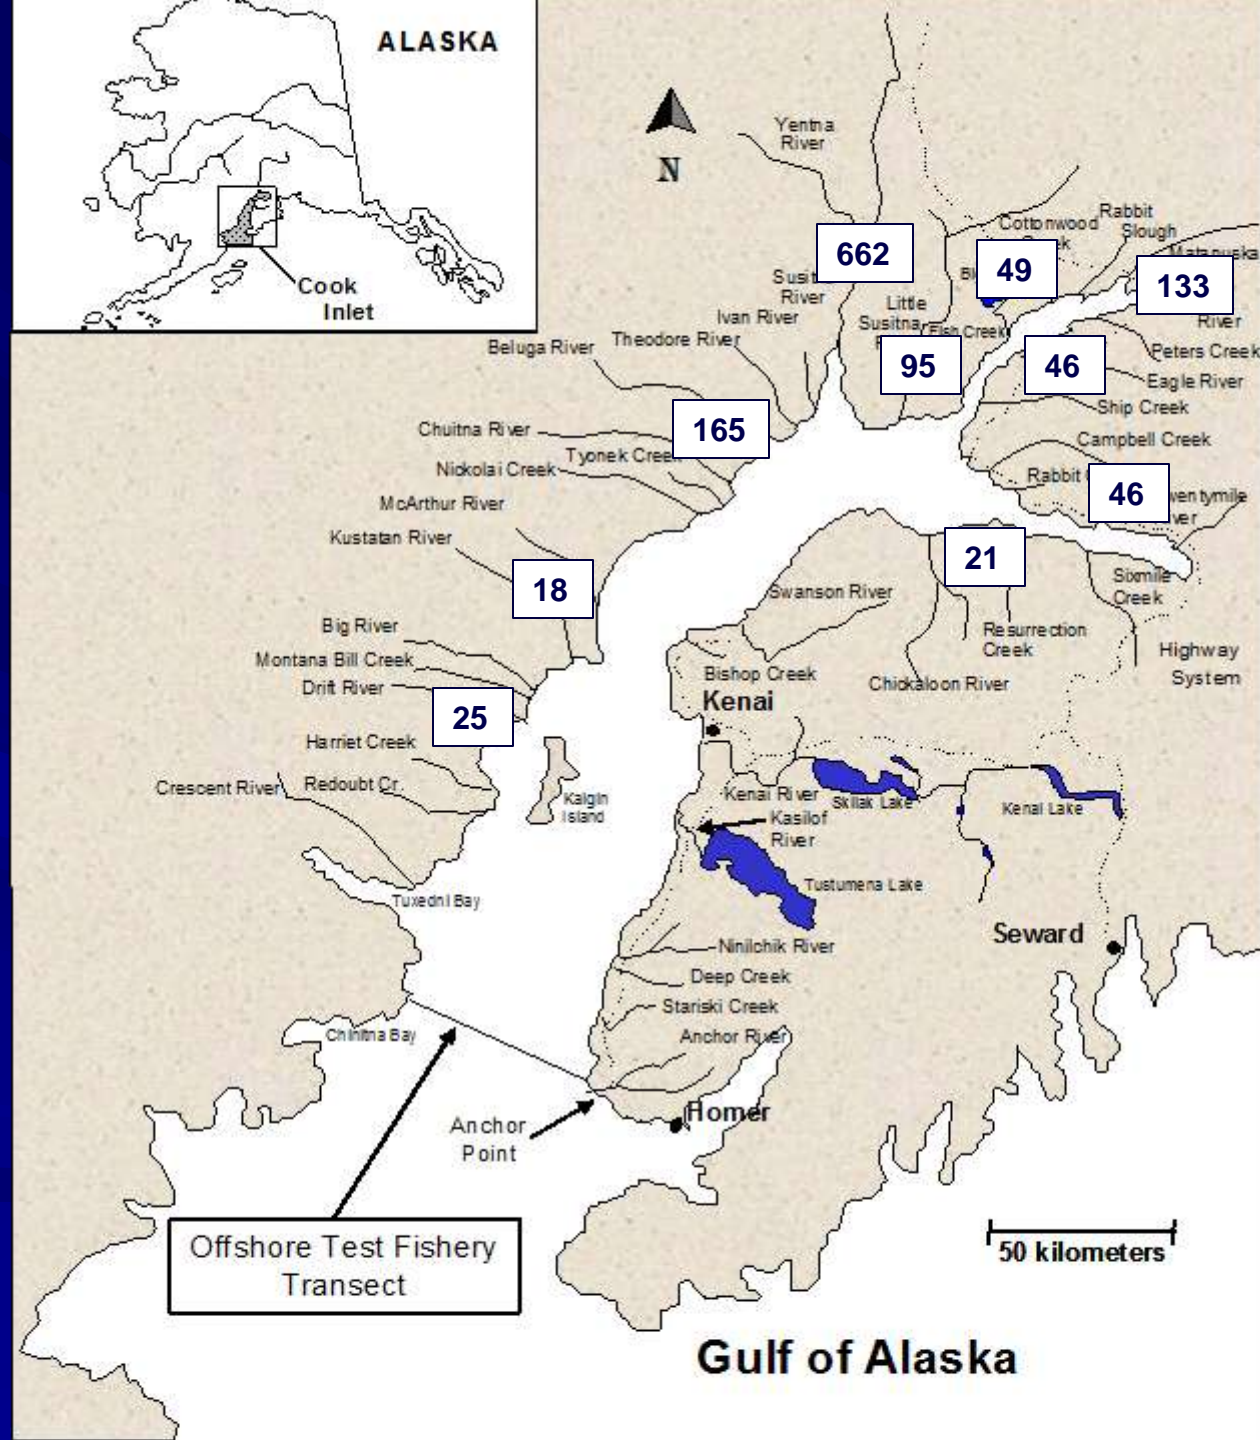 ALASKA
Cook
Inlet
N
Yentna
River
Cottonwood
Rabbit
Slough
Matanuska
River
662
49
133
River
Little
Susitna
Fish Creek
Ivan River
Theodore River
Beluga River
95
46
Peters Creek
Eagle River
Ship Creek
Campbell Creek
Rabbit
46
165
Chuitna River
Tyonek Creek
Nickolai Creek
McArthur River
Kustatan River
18
21
Swanson River
Sixmile
Creek
Resurrection
Creek
Highway
System
Big River
Montana Bill Creek
Drift River
25
Bishop Creek
Chickaloon River
Kenai
Harriet Creek
Crescent River
Redoubt Cr.
Kalgin
Island
Kenai River
Skilak Lake
Kenai Lake
Kasilof
River
Tustumena Lake
Tuxedni Bay
Seward
Ninilchik River
Deep Creek
Stariski Creek
Anchor River
Chinitna Bay
Homer
Anchor
Point
Offshore Test Fishery
Transect
50 kilometers
Gulf of Alaska